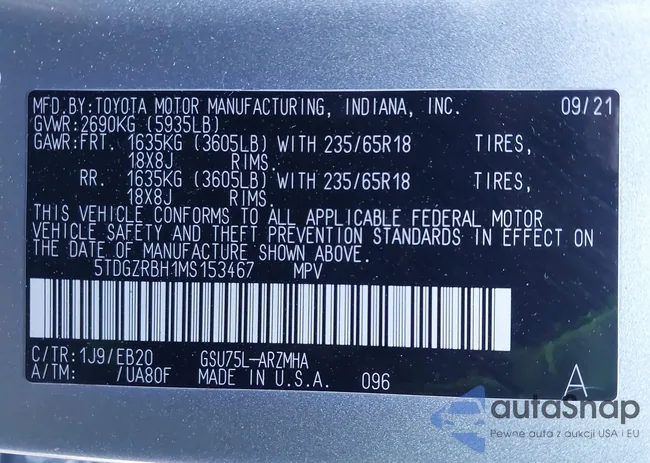 MFD.BY:TOYOTA MOTOR MANUFACTURING, INDIANA, INC. 09/21
GVWR:2690KG (5935LB)
GAWR:FRT. 1635KG (3605LB) WITH 235/65R18 TIRES,
18X8J RIMS.
RR. 1635KG (3605LB) WITH 235/65R18 TIRES,
18X8J RIMS.
THIS VEHICLE CONFORMS TO ALL APPLICABLE FEDERAL MOTOR
VEHICLE SAFETY AND THEFT PREVENTION STANDARDS IN EFFECT ON
THE DATE OF MANUFACTURE SHOWN ABOVE.
5TDGZRBH1MS153467 MPV
C/TR:1J9/EB20 GSU75L-ARZMHA
A/TM: /UA80F MADE IN U.S.A. 096 A
autoSnap
Pewne auta z aukcji USA i EU